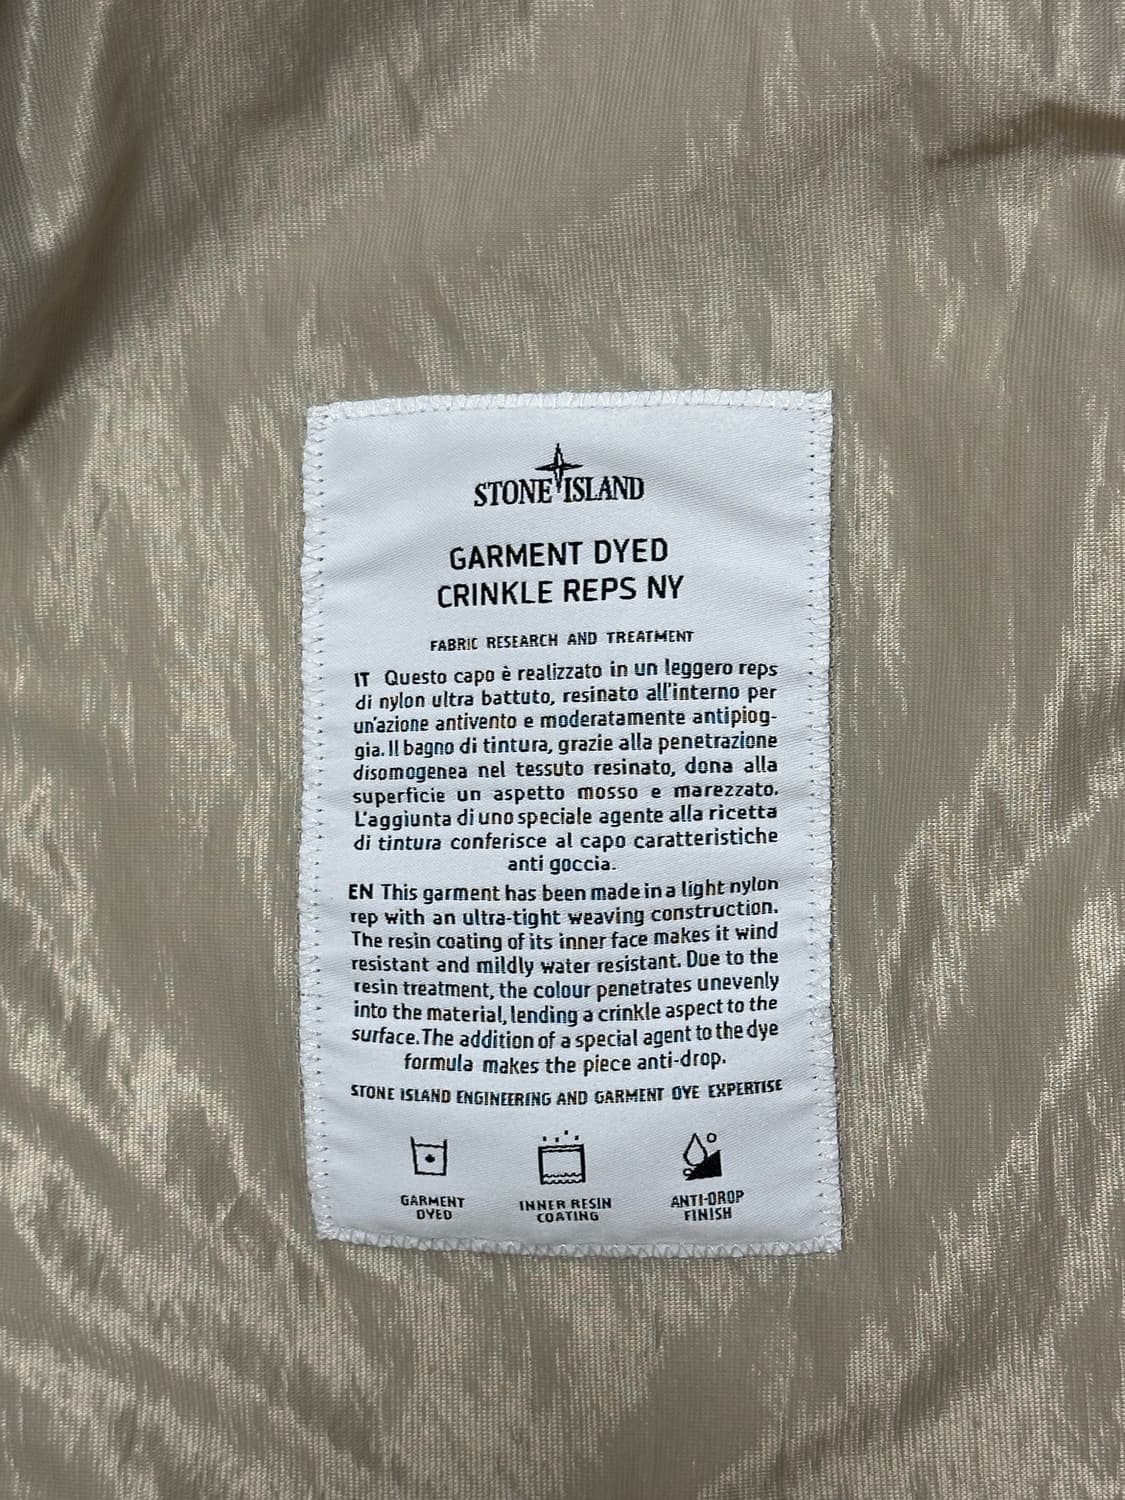 STONE ISLAND
GARMENT DYED
CRINKLE REPS NY
FABRIC RESEARCH AND TREATMENT
IT Questo capo è realizzato in un leggero reps
di nylon ultra battuto, resinato all'interno per
un'azione antivento e moderatamente antipiog-
gia. Il bagno di tintura, grazie alla penetrazione
disomogenea nel tessuto resinato, dona alla
superficie un aspetto mosso e marezzato.
L'aggiunta di uno speciale agente alla ricetta
di tintura conferisce al capo caratteristiche
anti goccia.
EN This garment has been made in a light nylon
rep with an ultra-tight weaving construction.
The resin coating of its inner face makes it wind
resistant and mildly water resistant. Due to the
resin treatment, the colour penetrates unevenly
into the material, lending a crinkle aspect to the
surface. The addition of a special agent to the dye
formula makes the piece anti-drop.
STONE ISLAND ENGINEERING AND GARMENT DYE EXPERTISE
GARMENT DYED
INNER RESIN COATING
ANTI-DROP FINISH